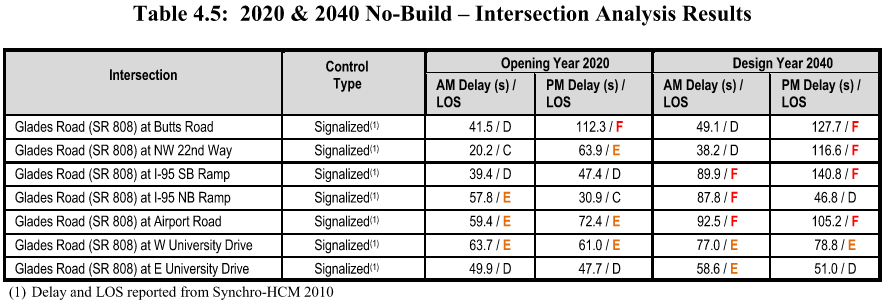 Table 4.5: 2020 & 2040 No-Build – Intersection Analysis Results
Intersection Control Type Opening Year 2020 Design Year 2040
AM Delay (s) / LOS PM Delay (s) / LOS AM Delay (s) / LOS PM Delay (s) / LOS
Glades Road (SR 808) at Butts Road Signalized(1) 41.5 / D 112.3 / F 49.1 / D 127.7 / F
Glades Road (SR 808) at NW 22nd Way Signalized(1) 20.2 / C 63.9 / E 38.2 / D 116.6 / F
Glades Road (SR 808) at I-95 SB Ramp Signalized(1) 39.4 / D 47.4 / D 89.9 / F 140.8 / F
Glades Road (SR 808) at I-95 NB Ramp Signalized(1) 57.8 / E 30.9 / C 87.8 / F 46.8 / D
Glades Road (SR 808) at Airport Road Signalized(1) 59.4 / E 72.4 / E 92.5 / F 105.2 / F
Glades Road (SR 808) at W University Drive Signalized(1) 63.7 / E 61.0 / E 77.0 / E 78.8 / E
Glades Road (SR 808) at E University Drive Signalized(1) 49.9 / D 47.7 / D 58.6 / E 51.0 / D
(1) Delay and LOS reported from Synchro-HCM 2010